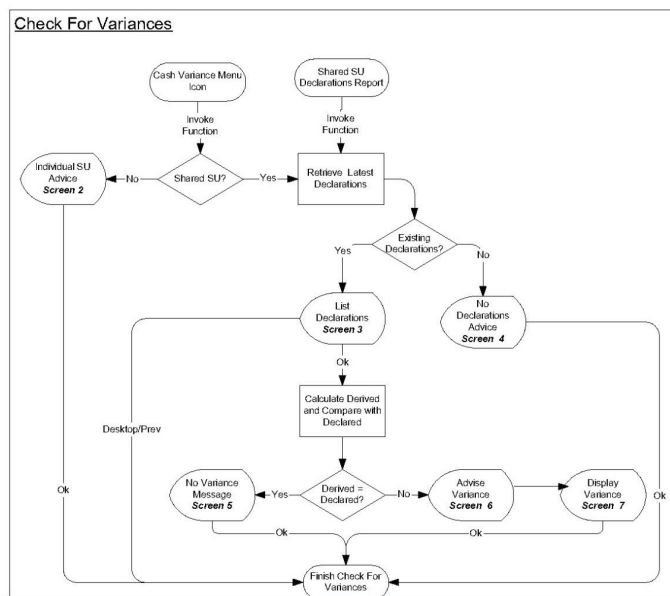 Check For Variances
Cash Variance Menu
Icon
Shared SU
Declarations Report
Invoke
Function
Invoke
Function
Individual SU
Advice
Screen 2
No
Shared SU?
Yes
Retrieve Latest
Declarations
Existing
Declarations?
Yes
No
List
Declarations
Screen 3
No
Declarations
Advice
Screen 4
Ok
Calculate Derived
and Compare with
Declared
Desktop/Prev
No Variance
Message
Screen 5
Yes
Derived =
Declared?
No
Advise
Variance
Screen 6
Display
Variance
Screen 7
Ok
Ok
Ok
Ok
Finish Check For
Variances